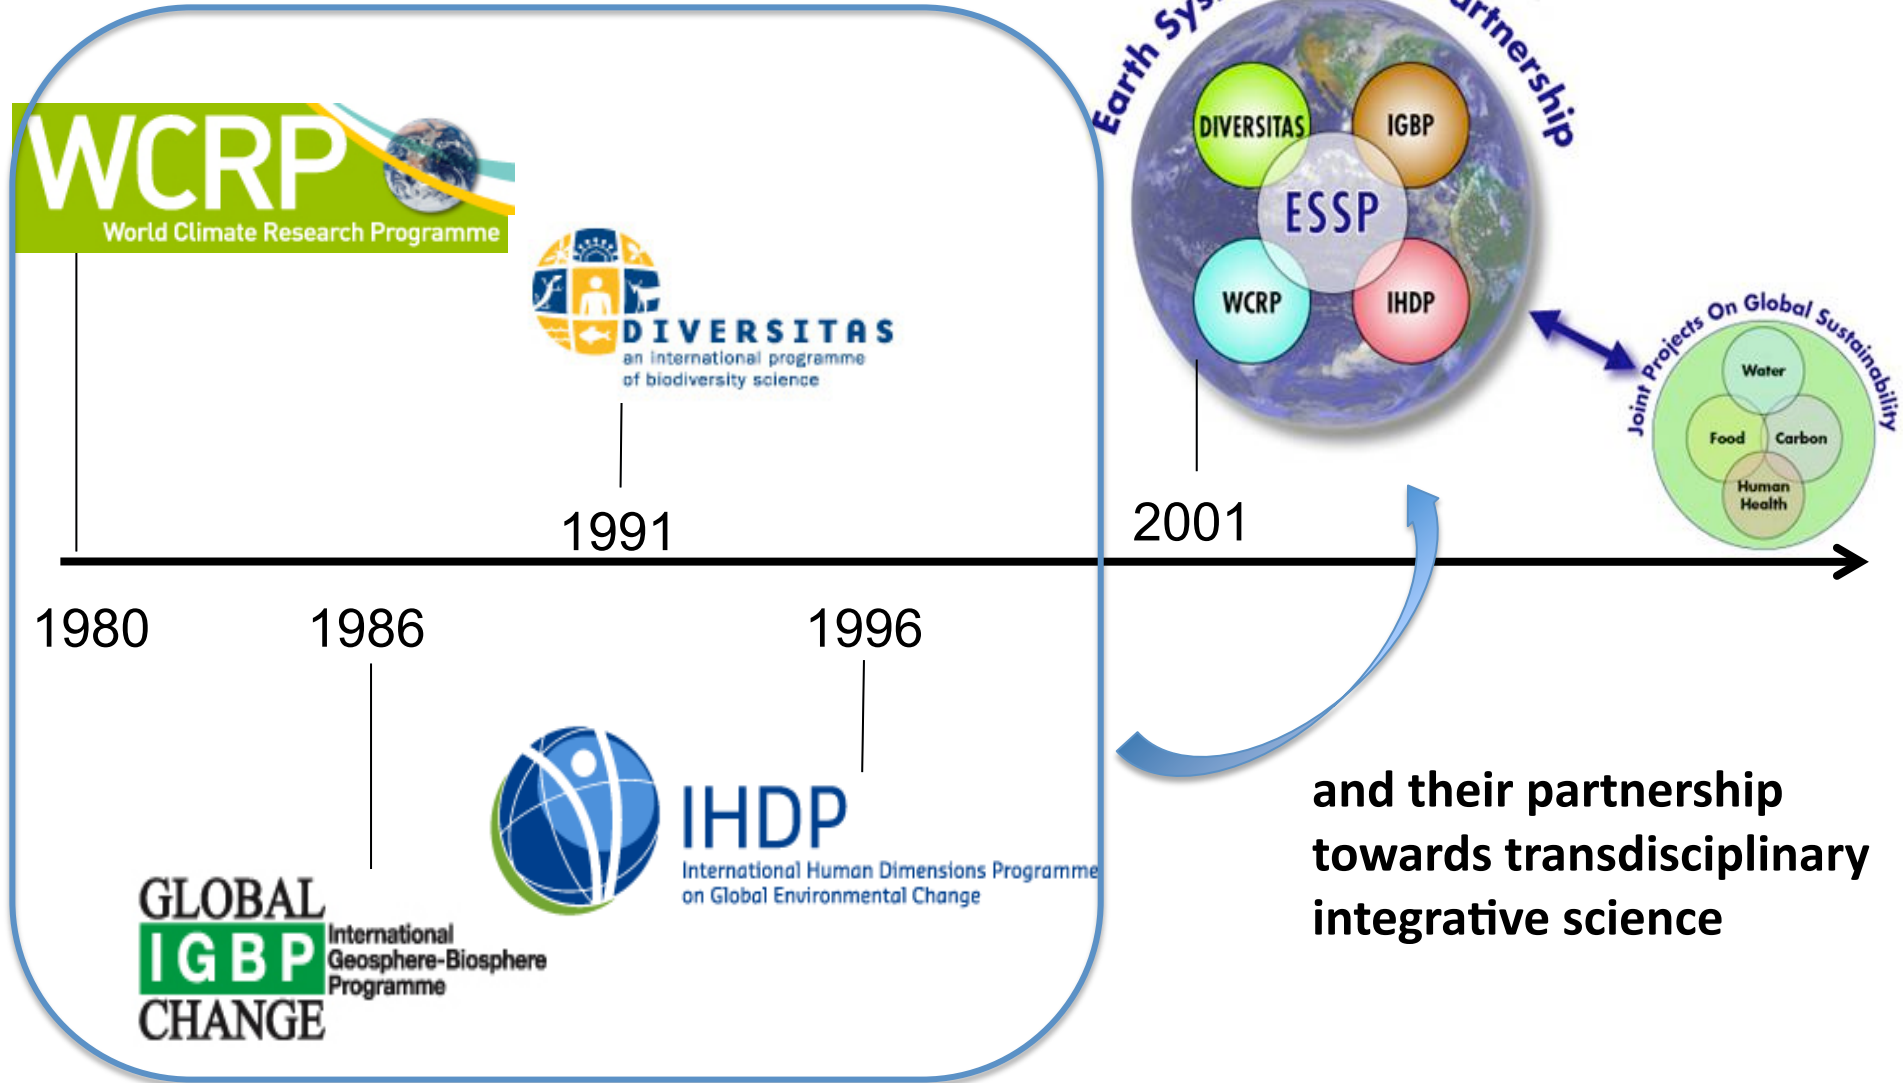 WCRP
World Climate Research Programme
DIVERSITAS
an international programme
of biodiversity science
Earth Partnership
DIVERSITAS
IGBP
ESSP
WCRP
IHDP
Joint Projects On Global Sustainability
Water
Food
Carbon
Human
Health
1991
2001
1980
1986
1996
GLOBAL
IGBP
CHANGE
International
Geosphere-Biosphere
Programme
IHDP
International Human Dimensions Programme
on Global Environmental Change
and their partnership
towards transdisciplinary
integrative science